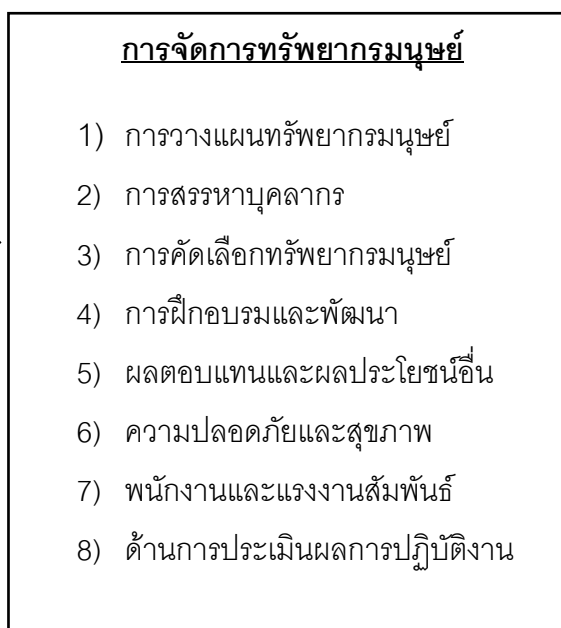 การจัดการทรัพยากรมนุษย์
1) การวางแผนทรัพยากรมนุษย์
2) การสรรหาบุคลากร
3) การคัดเลือกทรัพยากรมนุษย์
4) การฝึกอบรมและพัฒนา
5) ผลตอบแทนและผลประโยชน์อื่น
6) ความปลอดภัยและสุขภาพ
7) พนักงานและแรงงานสัมพันธ์
8) ด้านการประเมินผลการปฏิบัติงาน